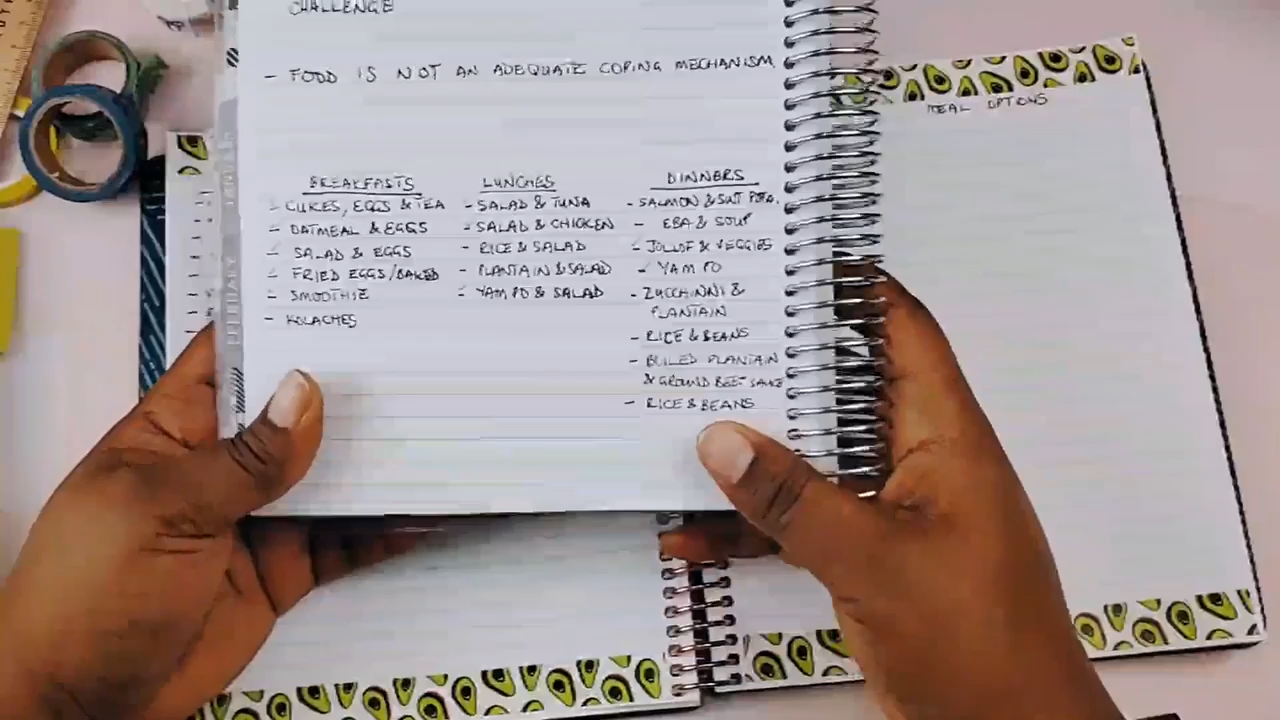 CHALLENGE
- FOOD IS NOT AN ADEQUATE COPING MECHANISM
MEAL OPTIONS
BREAKFASTS
- CUKES, EGGS & TEA
- OATMEAL & EGGS
- SALAD & EGGS
- FRIED EGGS/BAKED
- SMOOTHIE
- KOLACHES
LUNCHES
- SALAD & TUNA
- SALAD & CHICKEN
- RICE & SALAD
- PLANTAIN & SALAD
- YAM PO & SALAD
DINNERS
- SALMON & SWT POTO.
- EBA & SOUP
- JOLLOF & VEGGIES
- YAM PO
- ZUCCHINNI &
PLANTAIN
- RICE & BEANS
- BOILED PLANTAIN
& GROUND BEEF SAUCE
- RICE & BEANS
FEBRUARY